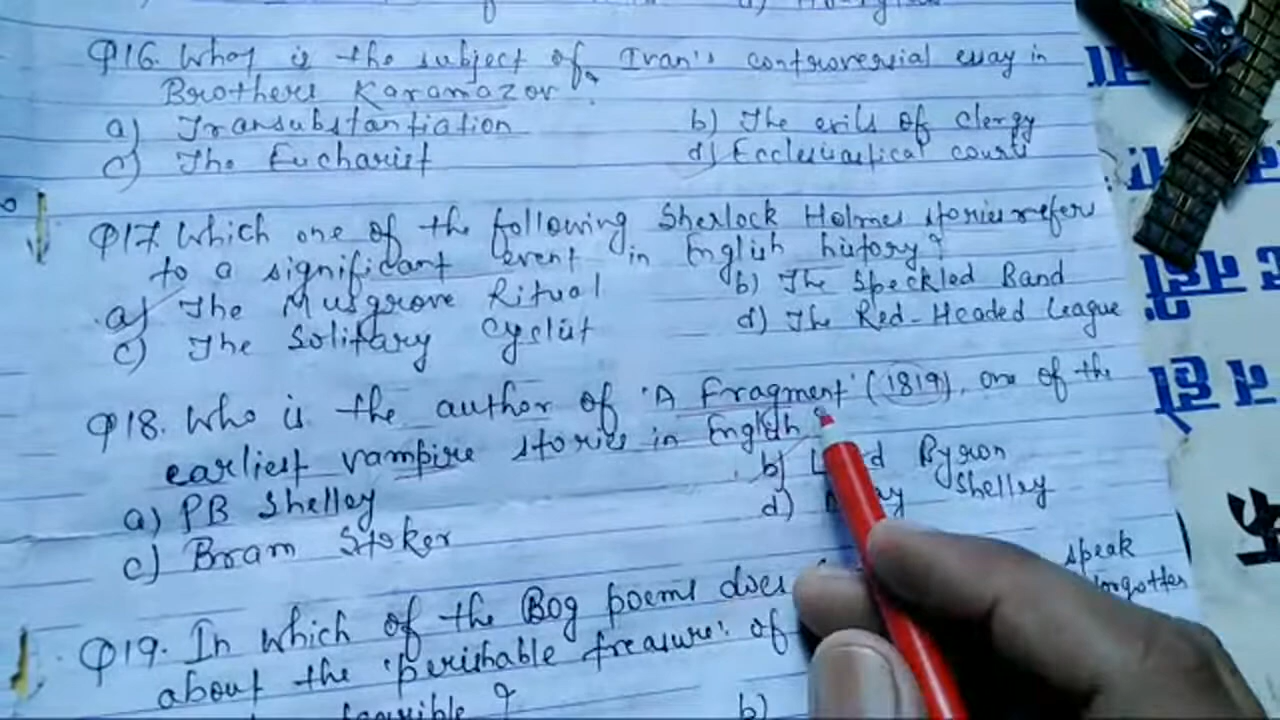 Q16. What is the subject of Ivan's controversial essay in
Brothers Karamazov?
a) Transubstantiation b) The evils of clergy
c) The Eucharist d) Ecclesiastical courts
Q17. Which one of the following Sherlock Holmes stories refers
to a significant event in English history?
a) The Musgrove Ritual b) The Speckled Band
c) The Solitary Cyclist d) The Red-Headed League
Q18. Who is the author of 'A Fragment' (1819), one of the
earliest vampire stories in English?
a) PB Shelley b) Lord Byron
c) Bram Stoker d) Mary Shelley
Q19. In which of the Bog poems does speak
about the 'perishable treasure' of forgotten
b)